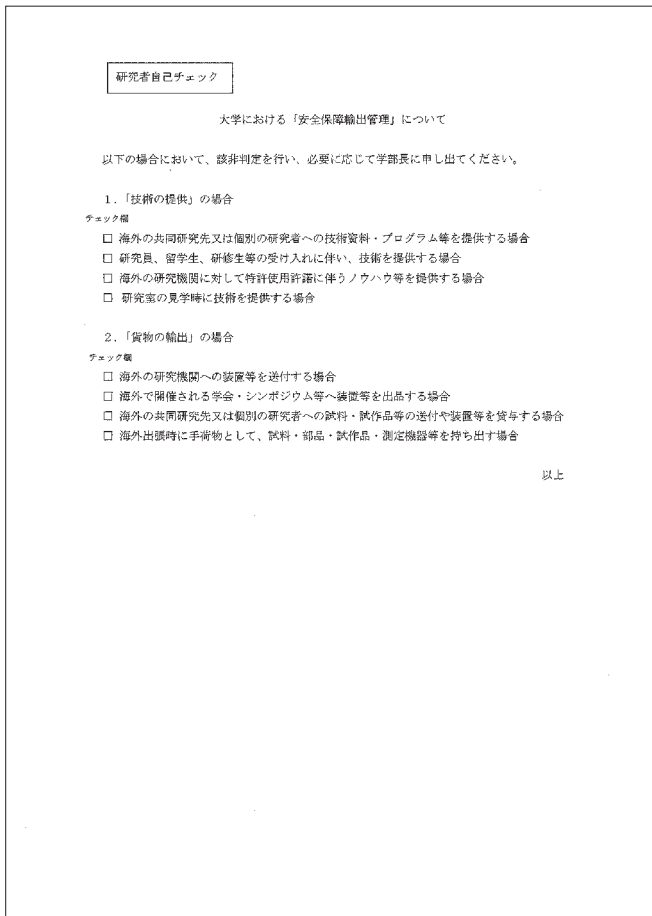 研究者自己チェック
大学における「安全保障輸出管理」について
以下の場合において、該非判定を行い、必要に応じて学部長に申し出てください。
1．「技術の提供」の場合
チェック欄
□ 海外の共同研究先又は個別の研究者への技術資料・プログラム等を提供する場合
□ 研究員、留学生、研修生等の受け入れに伴い、技術を提供する場合
□ 海外の研究機関に対して特許使用許諾に伴うノウハウ等を提供する場合
□ 研究室の見学時に技術を提供する場合
2．「貨物の輸出」の場合
チェック欄
□ 海外の研究機関への装置等を送付する場合
□ 海外で開催される学会・シンポジウム等へ装置等を出品する場合
□ 海外の共同研究先又は個別の研究者への試料・試作品等の送付や装置等を貸与する場合
□ 海外出張時に手荷物として、試料・部品・試作品・測定機器等を持ち出す場合
以上